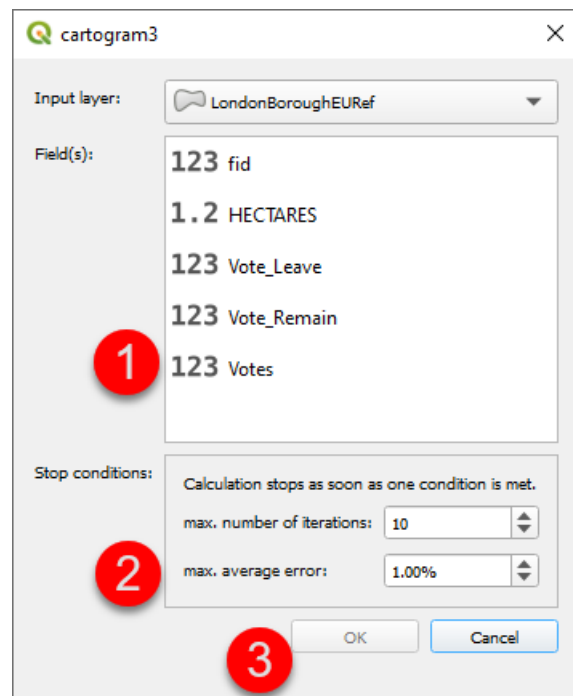 cartogram3
Input layer: LondonBoroughEURef
Field(s): 123 fid
1.2 HECTARES
123 Vote_Leave
123 Vote_Remain
1 123 Votes
Stop conditions: Calculation stops as soon as one condition is met.
max. number of iterations: 10
2 max. average error: 1.00%
3 OK Cancel